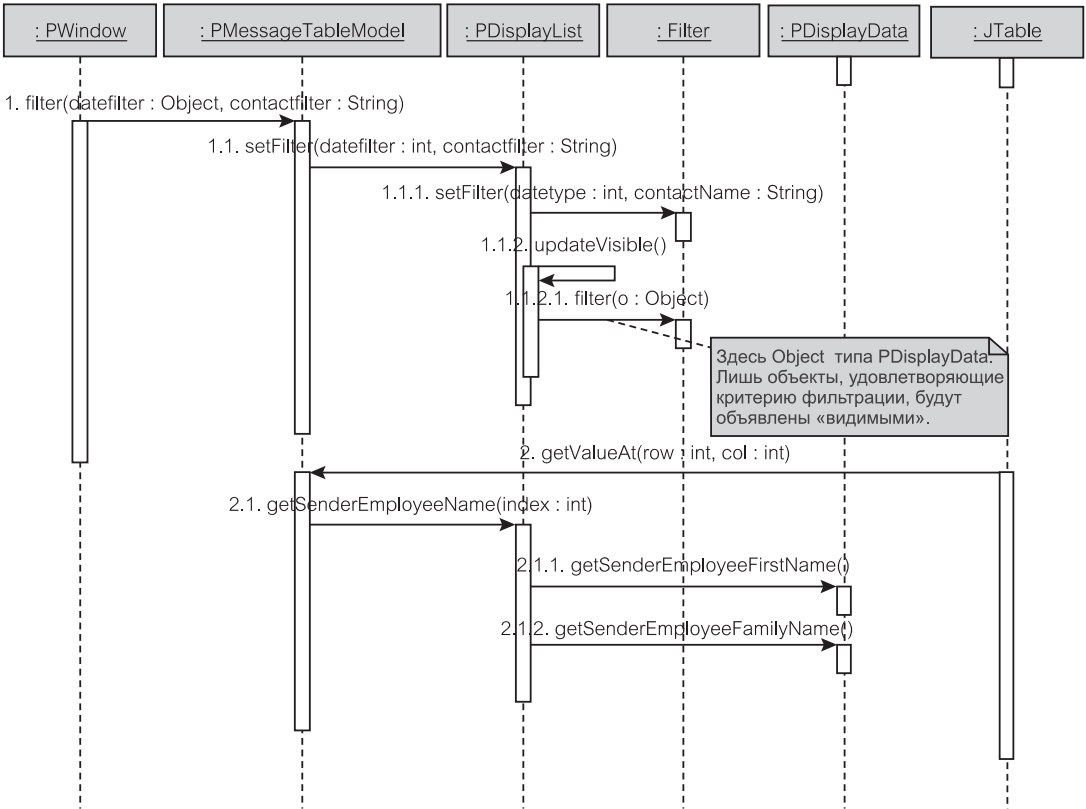 : PWindow
: PMessageTableModel
: PDisplayList
: Filter
: PDisplayData
: JTable
1. filter(datefilter : Object, contactfilter : String)
1.1. setFilter(datefilter : int, contactfilter : String)
1.1.1. setFilter(datetype : int, contactName : String)
1.1.2. updateVisible()
1.1.2.1. filter(o : Object)
Здесь Object типа PDisplayData.
Лишь объекты, удовлетворяющие
критерию фильтрации, будут
объявлены «видимыми».
2. getValueAt(row : int, col : int)
2.1. getSenderEmployeeName(index : int)
2.1.1. getSenderEmployeeFirstName()
2.1.2. getSenderEmployeeFamilyName()